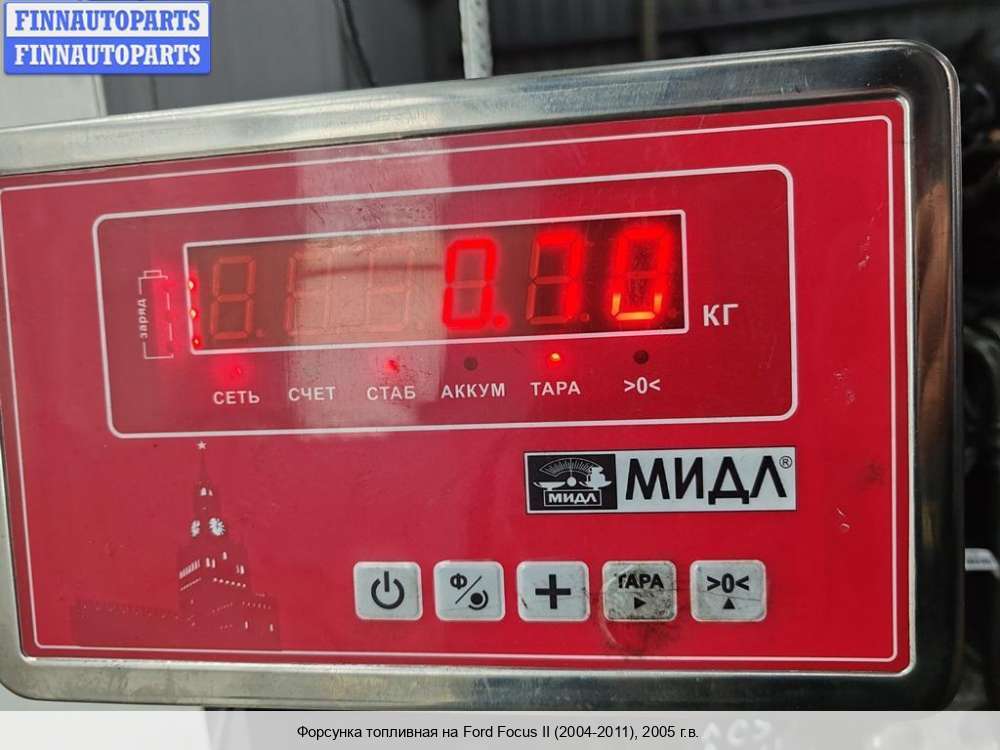 FINNAUTOPARTS
FINNAUTOPARTS
заряд
0.70
КГ
СЕТЬ СЧЕТ СТАБ АККУМ ТАРА >0<
МИДЛ МИДЛ®
Ф ТАРА >0<
Форсунка топливная на Ford Focus II (2004-2011), 2005 г.в.